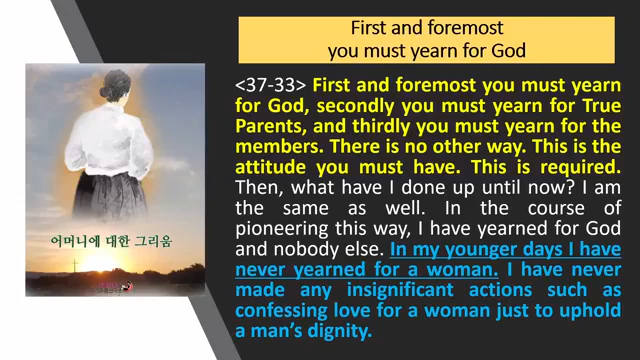 First and foremost
you must yearn for God
<37-33> First and foremost you must yearn
for God, secondly you must yearn for True
Parents, and thirdly you must yearn for the
members. There is no other way. This is the
attitude you must have. This is required.
Then, what have I done up until now? I am
the same as well. In the course of
pioneering this way, I have yearned for God
and nobody else. In my younger days I have
never yearned for a woman. I have never
made any insignificant actions such as
confessing love for a woman just to uphold
a man’s dignity.
어머니에 대한 그리움